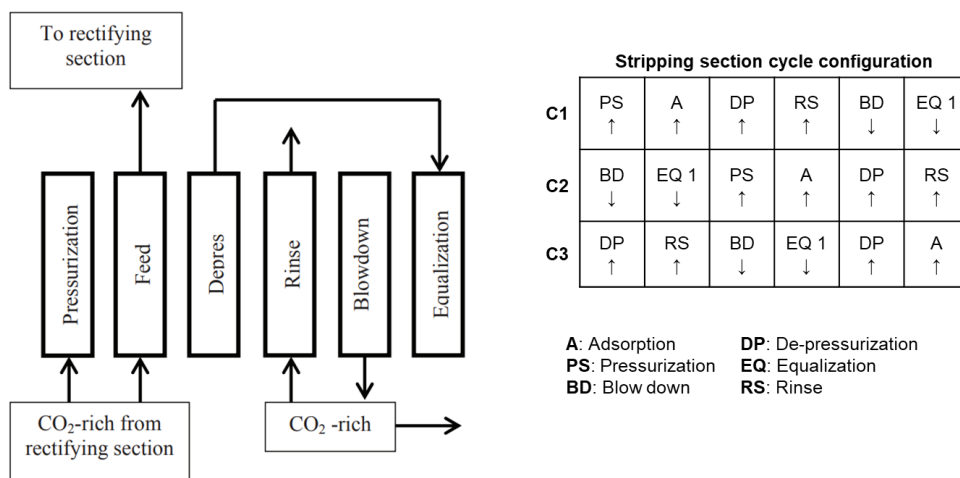 To rectifying
section
Pressurization
Feed
Depres
Rinse
Blowdown
Equalization
CO₂-rich from
rectifying section
CO₂ -rich
Stripping section cycle configuration
C1 PS A DP RS BD EQ 1
↑ ↑ ↑ ↑ ↓ ↓
C2 BD EQ 1 PS A DP RS
↓ ↓ ↑ ↑ ↑ ↑
C3 DP RS BD EQ 1 DP A
↑ ↑ ↓ ↓ ↑ ↑
A: Adsorption DP: De-pressurization
PS: Pressurization EQ: Equalization
BD: Blow down RS: Rinse